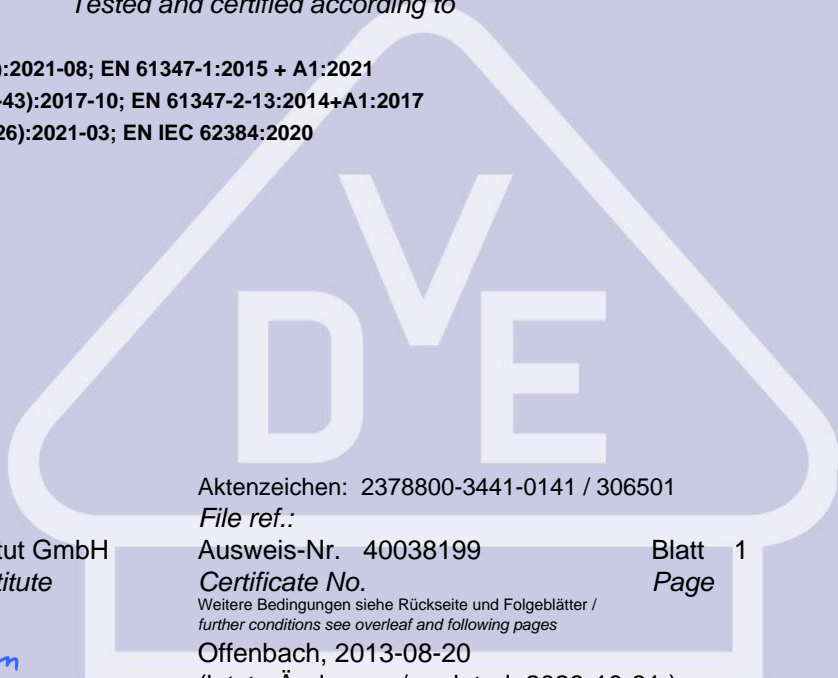 Tested and certified according to
):2021-08; EN 61347-1:2015 + A1:2021
-43):2017-10; EN 61347-2-13:2014+A1:2017
26):2021-03; EN IEC 62384:2020
VDE
Aktenzeichen: 2378800-3441-0141 / 306501
File ref.:
tut GmbH Ausweis-Nr. 40038199 Blatt 1
titute Certificate No. Page
Weitere Bedingungen siehe Rückseite und Folgeblätter /
further conditions see overleaf and following pages
Offenbach, 2013-08-20